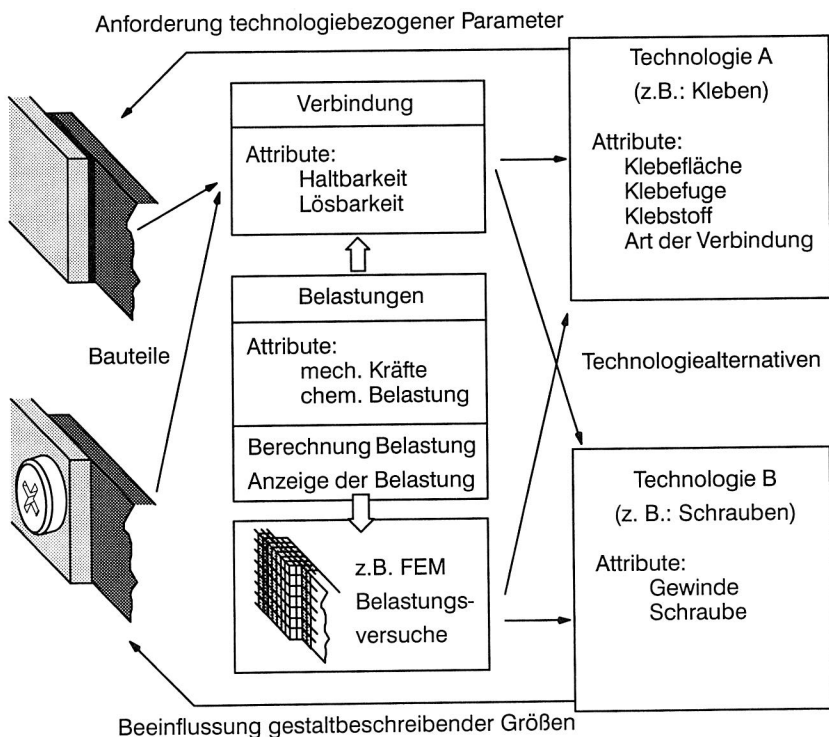 Anforderung technologiebezogener Parameter
Verbindung
Attribute:
Haltbarkeit
Lösbarkeit
Technologie A
(z.B.: Kleben)
Attribute:
Klebefläche
Klebefuge
Klebstoff
Art der Verbindung
Bauteile
Belastungen
Attribute:
mech. Kräfte
chem. Belastung
Berechnung Belastung
Anzeige der Belastung
Technologiealternativen
z.B. FEM
Belastungs-
versuche
Technologie B
(z. B.: Schrauben)
Attribute:
Gewinde
Schraube
Beeinflussung gestaltbeschreibender Größen